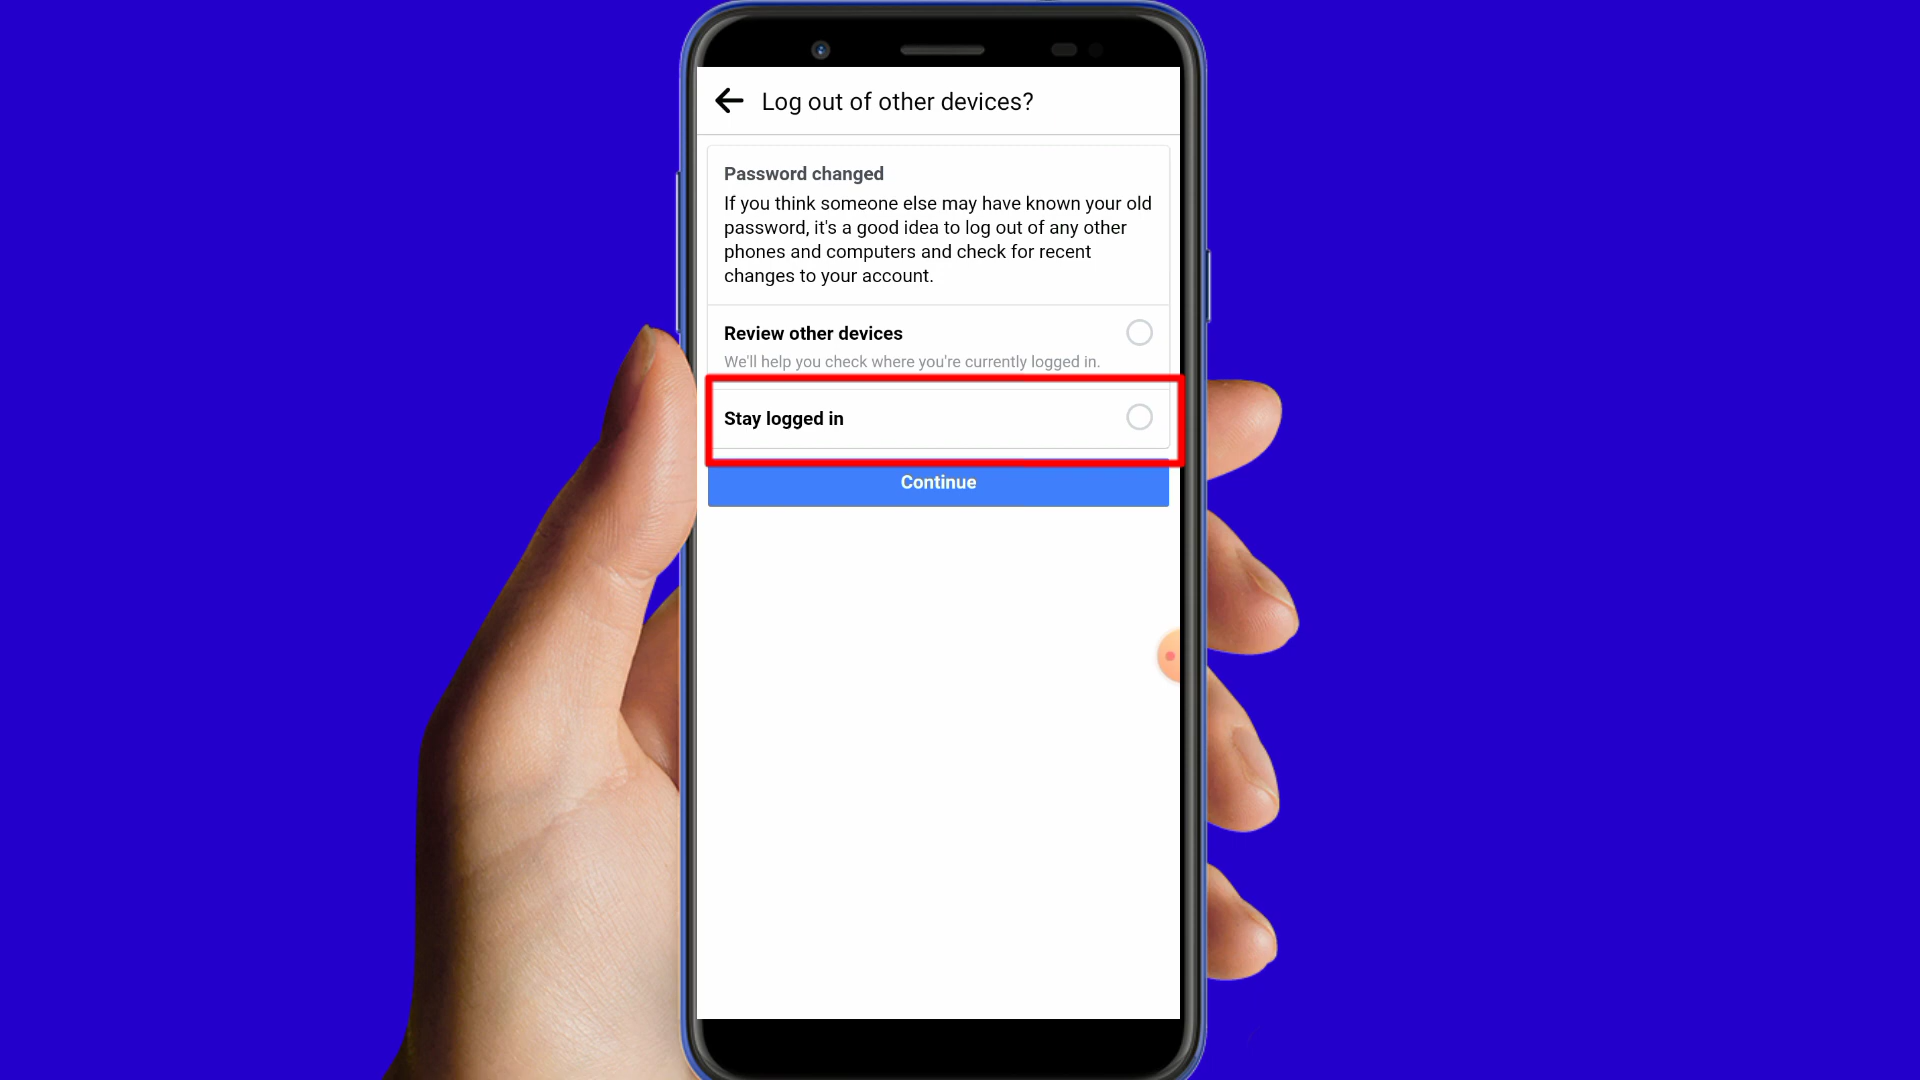 Log out of other devices?
Password changed
If you think someone else may have known your old
password, it's a good idea to log out of any other
phones and computers and check for recent
changes to your account.
Review other devices
We'll help you check where you're currently logged in.
Stay logged in
Continue